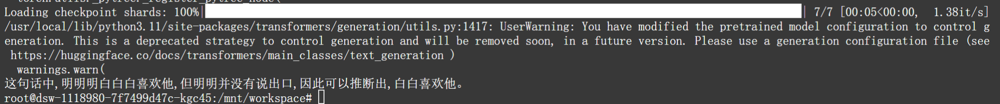 torch.utils._pytree._register_pytree_node(
Loading checkpoint shards: 100%| | 7/7 [00:05<00:00, 1.38it/s]
/usr/local/lib/python3.11/site-packages/transformers/generation/utils.py:1417: UserWarning: You have modified the pretrained model configuration to control g
eneration. This is a deprecated strategy to control generation and will be removed soon, in a future version. Please use a generation configuration file (see
 https://huggingface.co/docs/transformers/main_classes/text_generation )
  warnings.warn(
这句话中,明明明白白白喜欢他,但明明并没有说出口,因此可以推断出,白白喜欢他。
root@dsw-1118980-7f7499d47c-kgc45:/mnt/workspace#